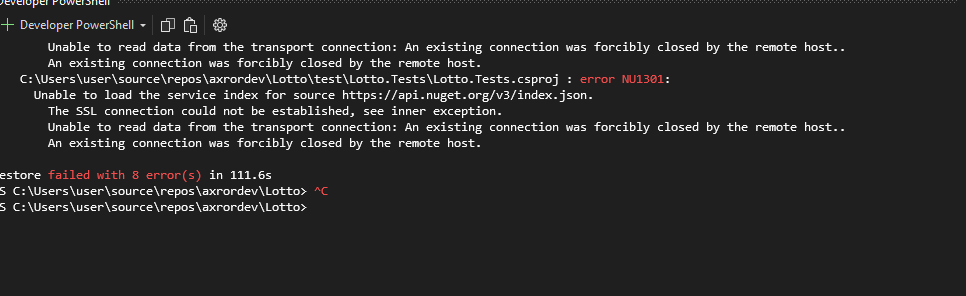 Developer PowerShell
+ Developer PowerShell
Unable to read data from the transport connection: An existing connection was forcibly closed by the remote host..
An existing connection was forcibly closed by the remote host.
C:\Users\user\source\repos\axrordev\Lotto\test\Lotto.Tests\Lotto.Tests.csproj : error NU1301:
Unable to load the service index for source https://api.nuget.org/v3/index.json.
The SSL connection could not be established, see inner exception.
Unable to read data from the transport connection: An existing connection was forcibly closed by the remote host..
An existing connection was forcibly closed by the remote host.
estore failed with 8 error(s) in 111.6s
S C:\Users\user\source\repos\axrordev\Lotto> ^C
S C:\Users\user\source\repos\axrordev\Lotto>